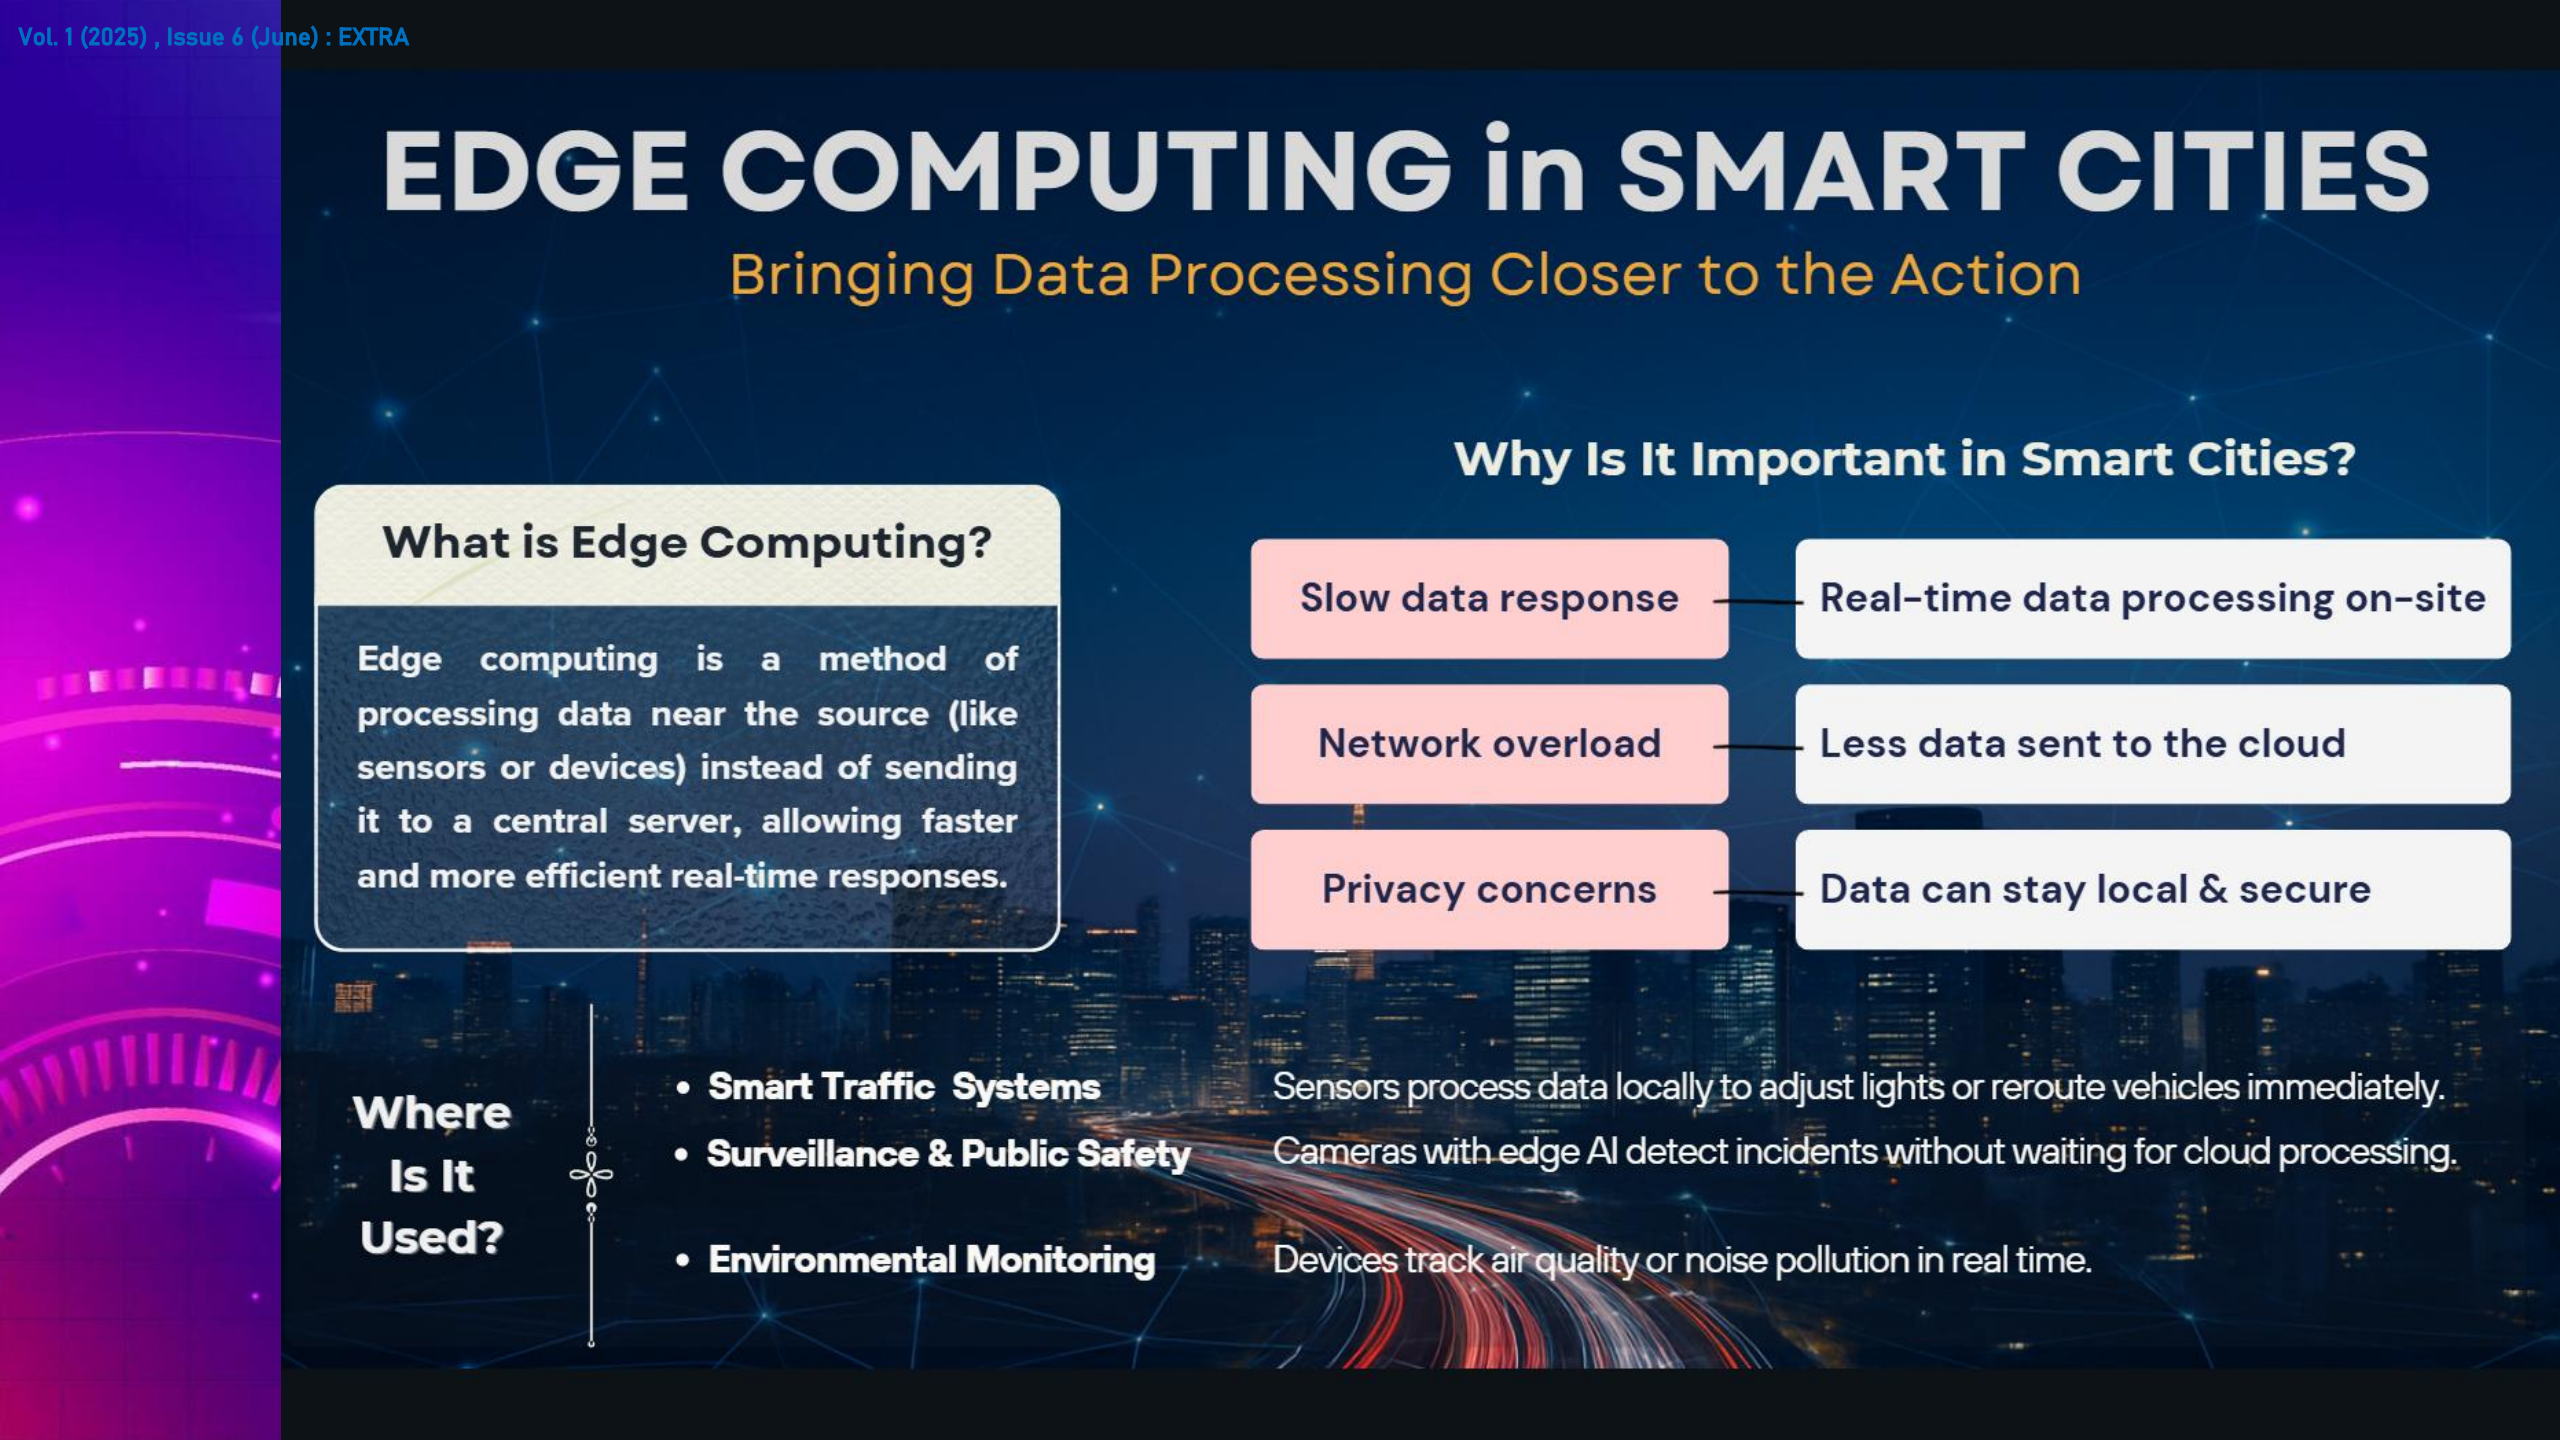 Vol. 1 (2025) , Issue 6 (June) : EXTRA
EDGE COMPUTING in SMART CITIES
Bringing Data Processing Closer to the Action
What is Edge Computing?
Edge computing is a method of
processing data near the source (like
sensors or devices) instead of sending
it to a central server, allowing faster
and more efficient real-time responses.
Why Is It Important in Smart Cities?
Slow data response
Real-time data processing on-site
Network overload
Less data sent to the cloud
Privacy concerns
Data can stay local & secure
Where
Is It
Used?
• Smart Traffic Systems
Sensors process data locally to adjust lights or reroute vehicles immediately.
• Surveillance & Public Safety
Cameras with edge AI detect incidents without waiting for cloud processing.
• Environmental Monitoring
Devices track air quality or noise pollution in real time.